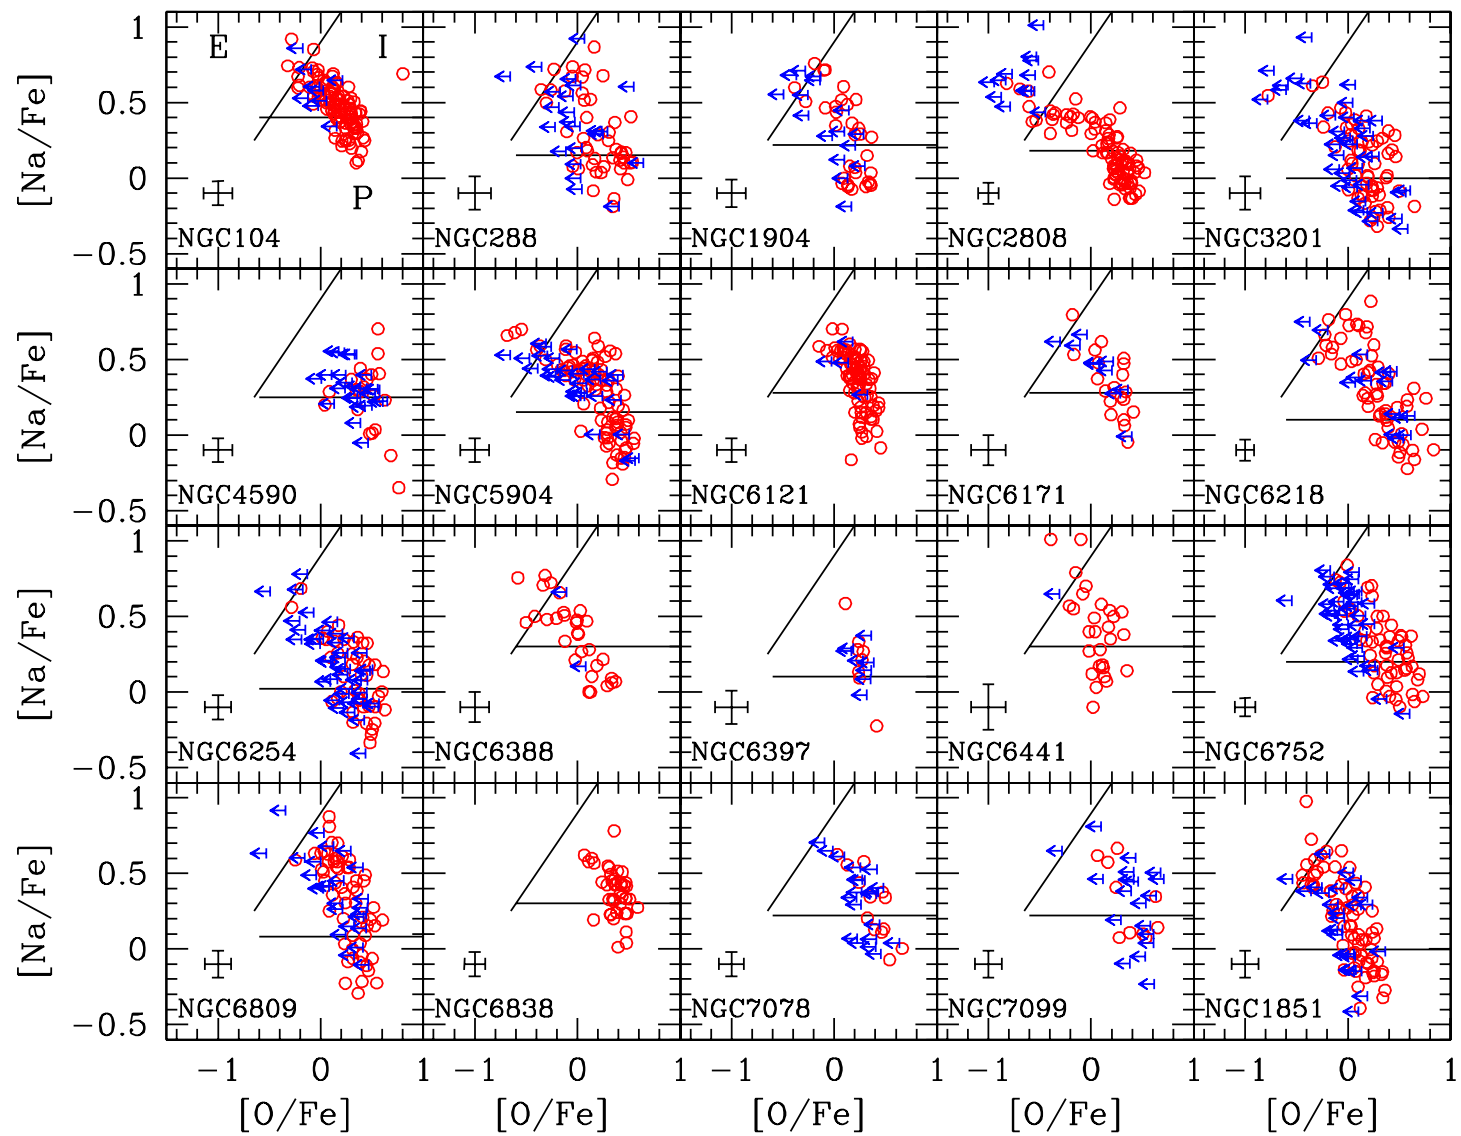 1
0.5
0
−0.5
[Na/Fe]
E
I
P
NGC104
NGC288
NGC1904
NGC2808
NGC3201
1
0.5
0
−0.5
[Na/Fe]
NGC4590
NGC5904
NGC6121
NGC6171
NGC6218
1
0.5
0
−0.5
[Na/Fe]
NGC6254
NGC6388
NGC6397
NGC6441
NGC6752
1
0.5
0
−0.5
[Na/Fe]
NGC6809
NGC6838
NGC7078
NGC7099
NGC1851
−1 0 1 −1 0 1 −1 0 1 −1 0 1 −1 0 1
[O/Fe] [O/Fe] [O/Fe] [O/Fe] [O/Fe]